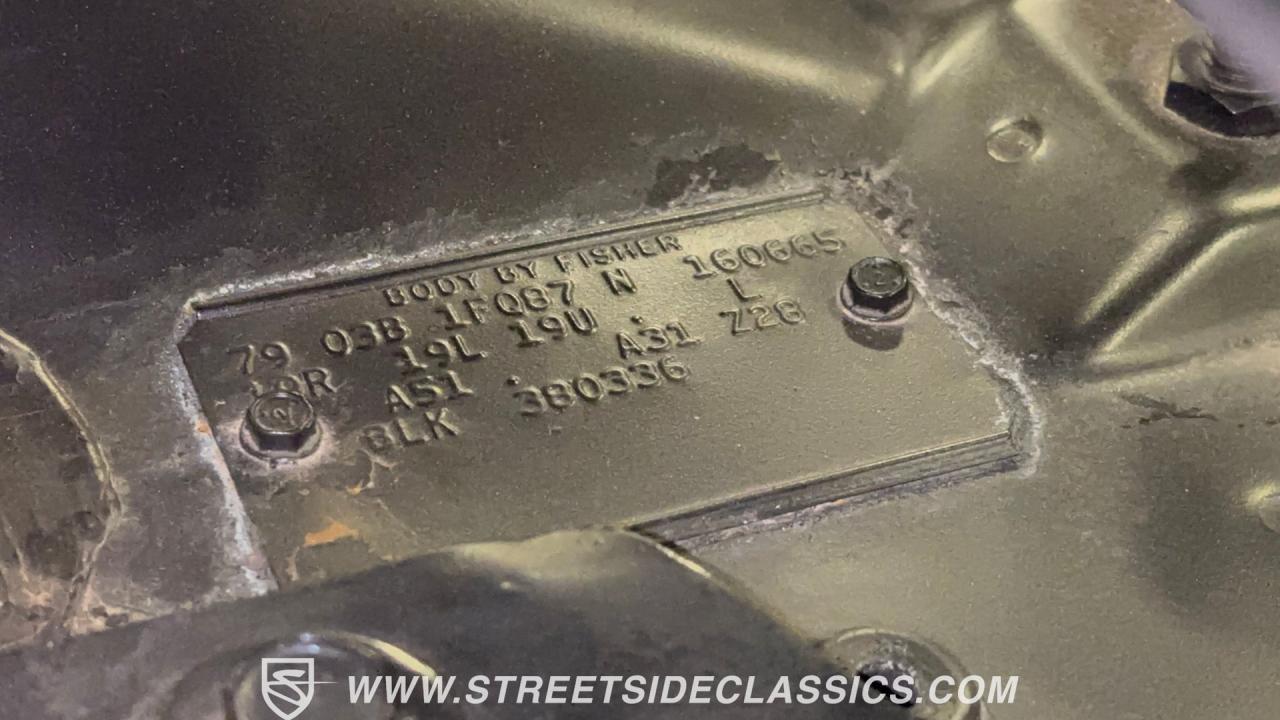 BODY BY FISHER
79 03B 1FQ87 N 160665
19L 19U . L
A51 . A31 Z28
BLK 380336
WWW.STREETSIDECLASSICS.COM